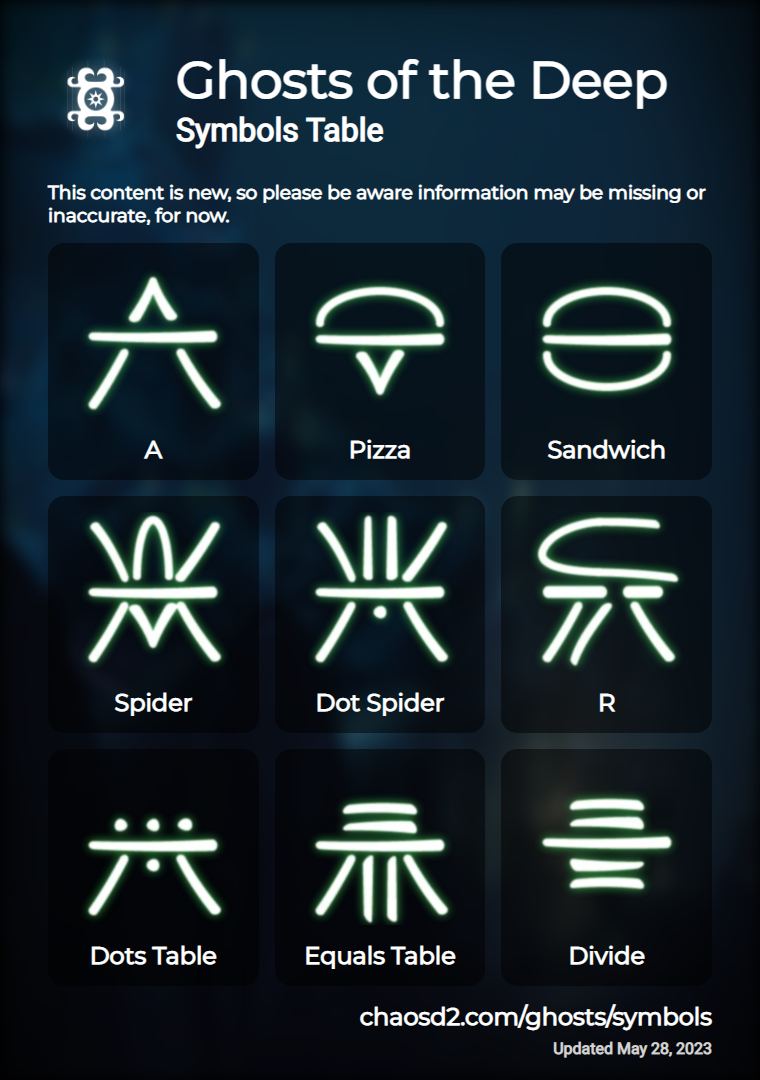 Ghosts of the Deep
Symbols Table
This content is new, so please be aware information may be missing or
inaccurate, for now.
A
Pizza
Sandwich
Spider
Dot Spider
R
Dots Table
Equals Table
Divide
chaosd2.com/ghosts/symbols
Updated May 28, 2023